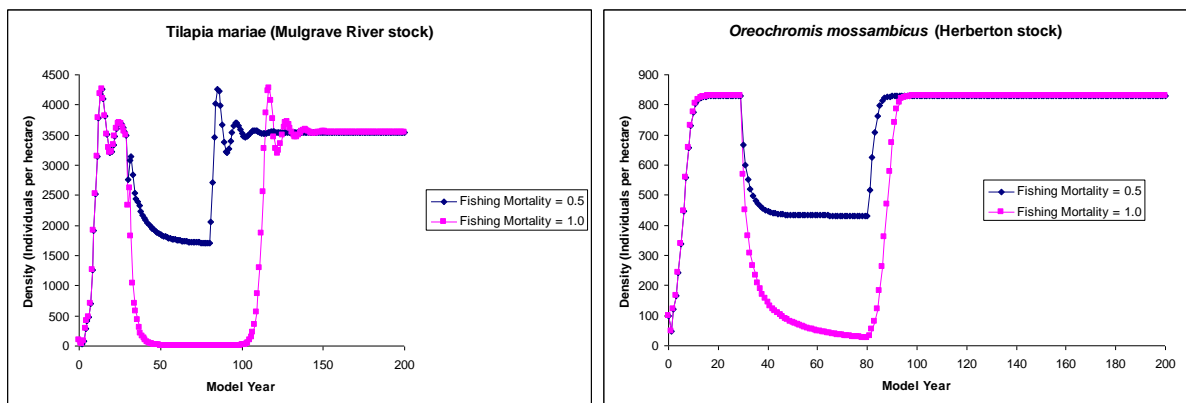 Tilapia mariae (Mulgrave River stock)
Density (Individuals per hectare)
4500
4000
3500
3000
2500
2000
1500
1000
500
0
0 50 100 150 200
Model Year
Fishing Mortality = 0.5
Fishing Mortality = 1.0
Oreochromis mossambicus (Herberton stock)
Density (Individuals per hectare)
900
800
700
600
500
400
300
200
100
0
0 20 40 60 80 100 120 140 160 180 200
Model Year
Fishing Mortality = 0.5
Fishing Mortality = 1.0